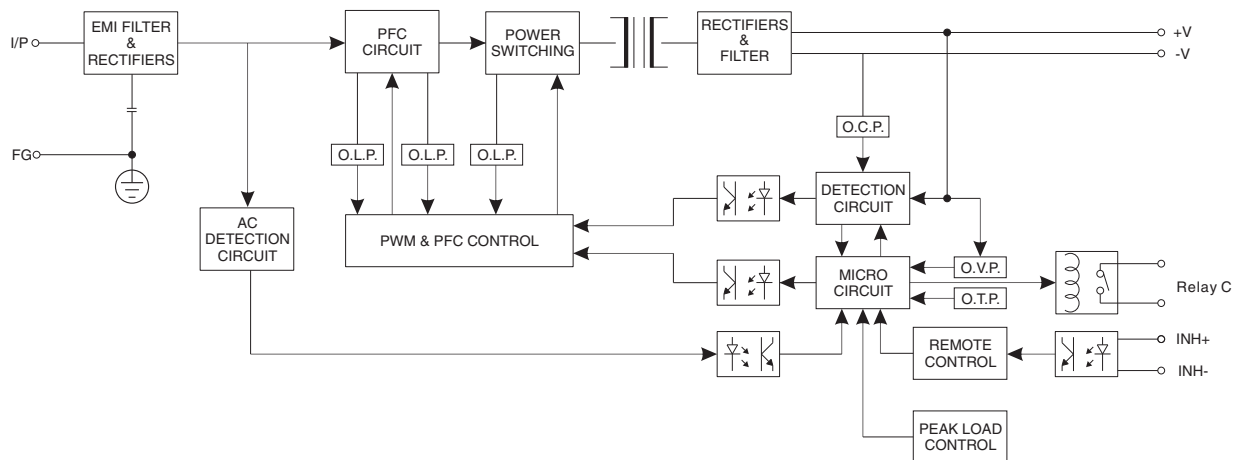 I/P
EMI FILTER
&
RECTIFIERS
PFC
CIRCUIT
POWER
SWITCHING
RECTIFIERS
&
FILTER
+V
-V
FG
O.L.P.
O.L.P.
O.L.P.
O.C.P.
AC
DETECTION
CIRCUIT
PWM & PFC CONTROL
DETECTION
CIRCUIT
MICRO
CIRCUIT
O.V.P.
O.T.P.
Relay C
REMOTE
CONTROL
INH+
INH-
PEAK LOAD
CONTROL